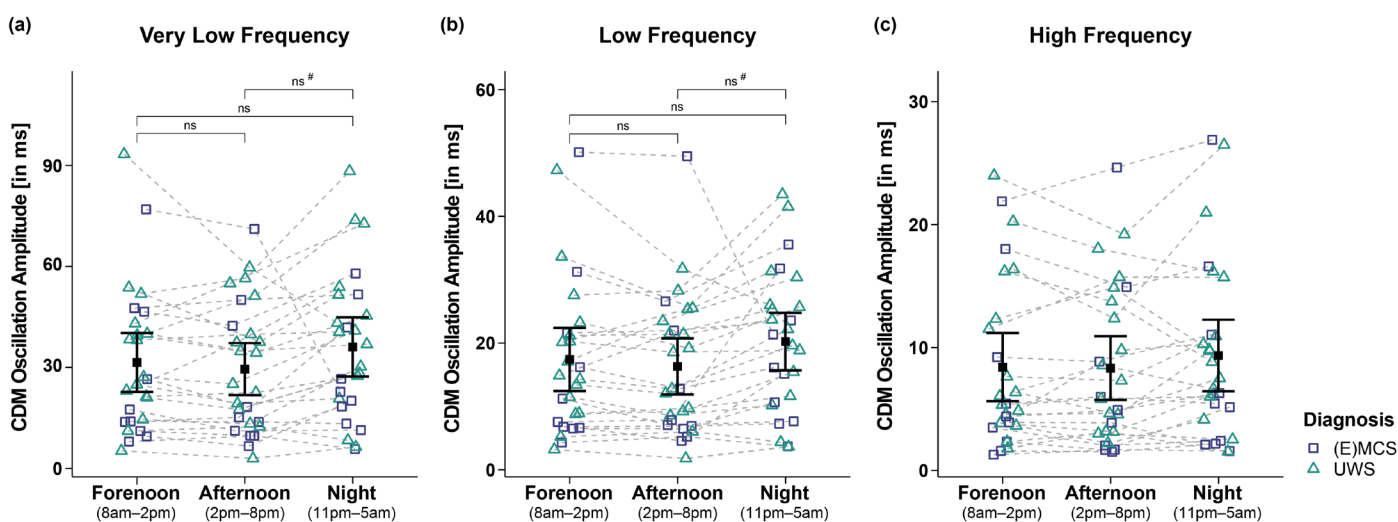 (a)
Very Low Frequency
CDM Oscillation Amplitude [in ms]
90
60
30
0
ns #
ns
ns
Forenoon
(8am–2pm)
Afternoon
(2pm–8pm)
Night
(11pm–5am)
(b)
Low Frequency
CDM Oscillation Amplitude [in ms]
60
40
20
0
ns #
ns
ns
Forenoon
(8am–2pm)
Afternoon
(2pm–8pm)
Night
(11pm–5am)
(c)
High Frequency
CDM Oscillation Amplitude [in ms]
30
20
10
0
Forenoon
(8am–2pm)
Afternoon
(2pm–8pm)
Night
(11pm–5am)
Diagnosis
(E)MCS
UWS